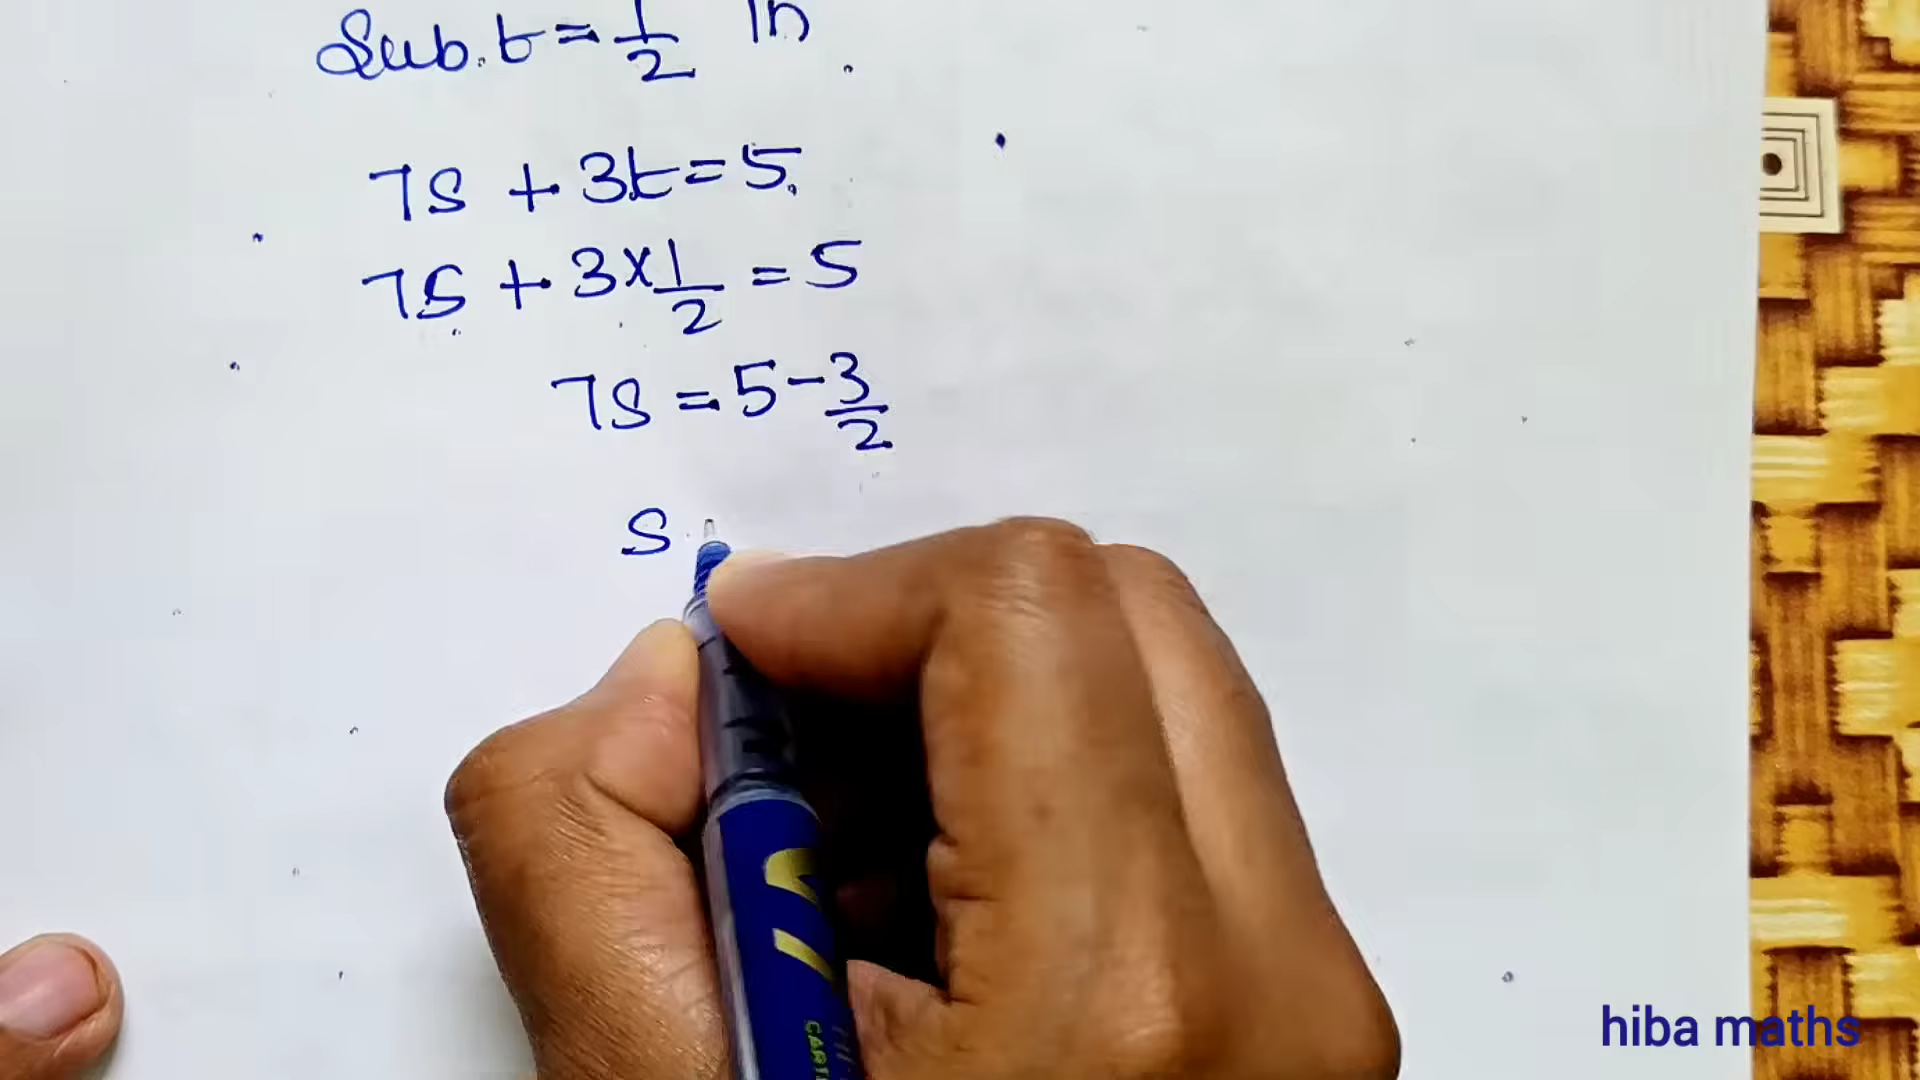 Sub. t = 1/2 in
7s + 3t = 5.
7s + 3 × 1/2 = 5
7s = 5 - 3/2
s
hiba maths